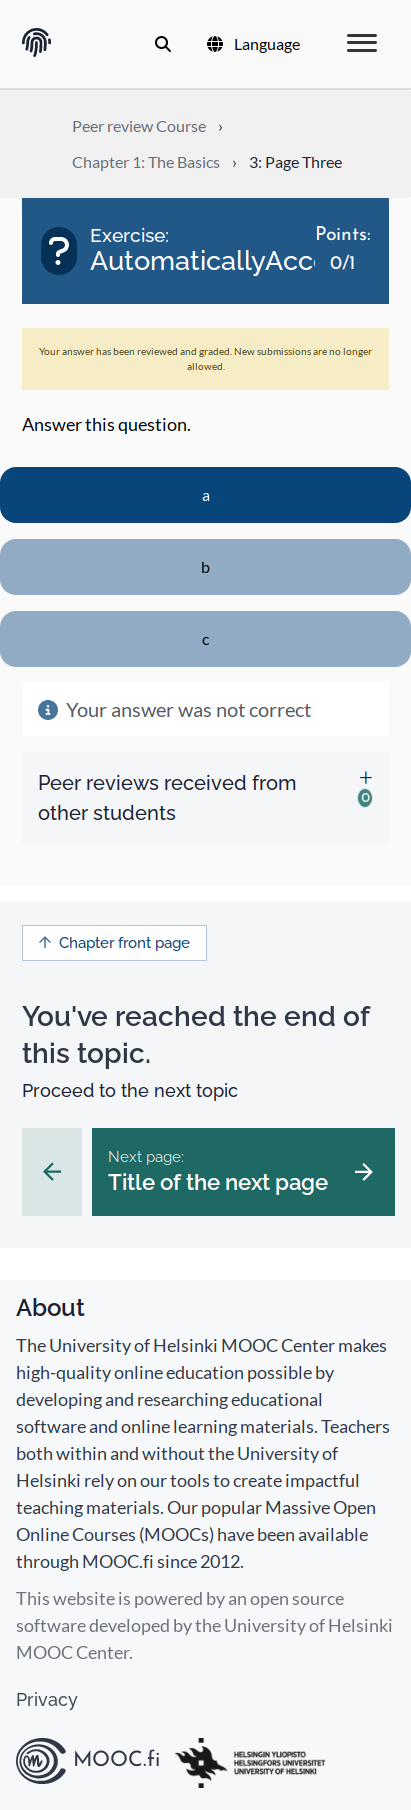 Language
Peer review Course ›
Chapter 1: The Basics › 3: Page Three
Exercise:
Points:
AutomaticallyAcc
0/1
Your answer has been reviewed and graded. New submissions are no longer
allowed.
Answer this question.
a
b
c
Your answer was not correct
Peer reviews received from
other students
+
0
Chapter front page
You've reached the end of
this topic.
Proceed to the next topic
Next page:
Title of the next page
About
The University of Helsinki MOOC Center makes
high-quality online education possible by
developing and researching educational
software and online learning materials. Teachers
both within and without the University of
Helsinki rely on our tools to create impactful
teaching materials. Our popular Massive Open
Online Courses (MOOCs) have been available
through MOOC.fi since 2012.
This website is powered by an open source
software developed by the University of Helsinki
MOOC Center.
Privacy
MOOC.fi
HELSINGIN YLIOPISTO
HELSINGFORS UNIVERSITET
UNIVERSITY OF HELSINKI